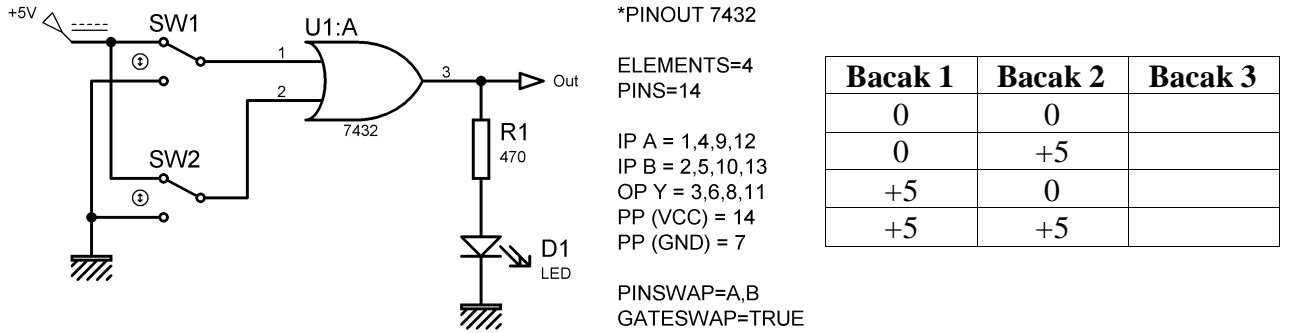 +5V
SW1
1
2
U1:A
7432
3
Out
R1
470
SW2
D1
LED
*PINOUT 7432
ELEMENTS=4
PINS=14
IP A = 1,4,9,12
IP B = 2,5,10,13
OP Y = 3,6,8,11
PP (VCC) = 14
PP (GND) = 7
PINSWAP=A,B
GATESWAP=TRUE
Bacak 1 Bacak 2 Bacak 3
0 0
0 +5
+5 0
+5 +5